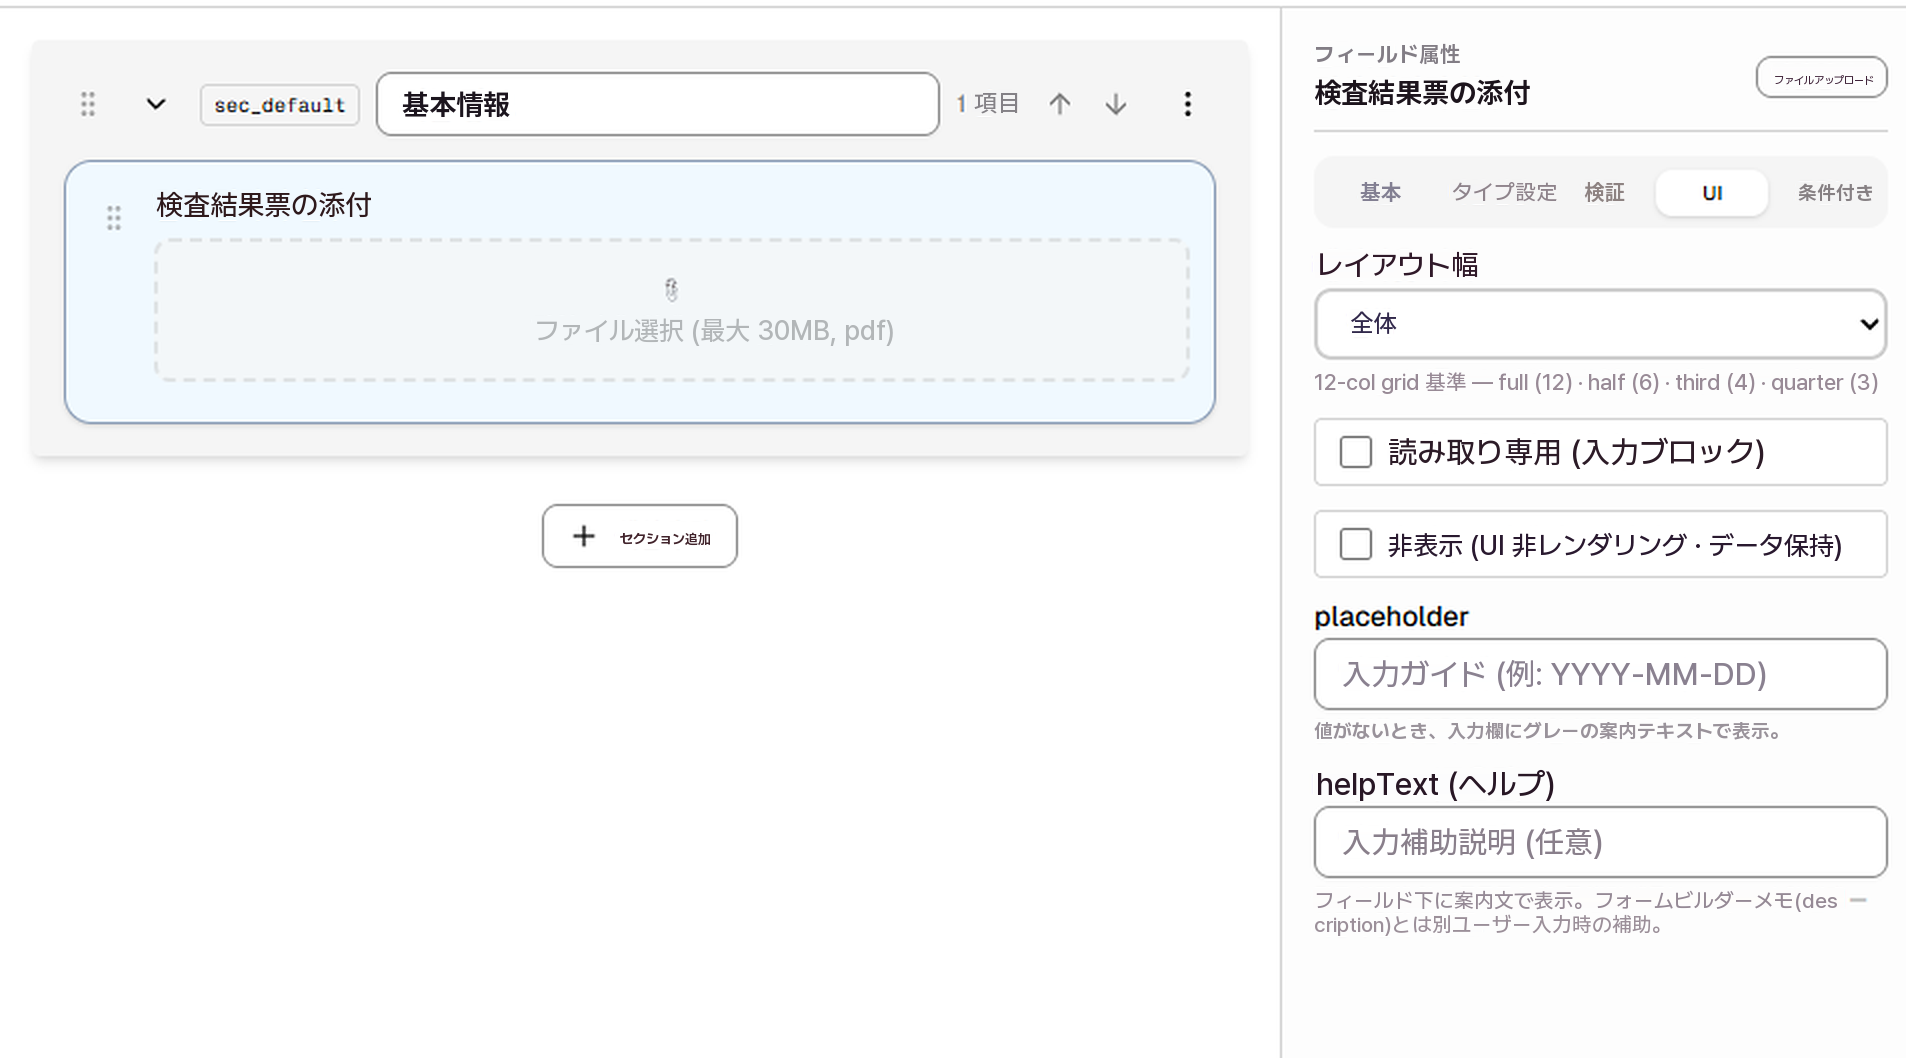 sec_default
基本情報
1 項目
検査結果票の添付
ファイル選択 (最大 30MB, pdf)
セクション追加
フィールド属性
検査結果票の添付
ファイルアップロード
基本 タイプ設定 検証 UI 条件付き
レイアウト幅
全体
12-col grid 基準 — full (12) · half (6) · third (4) · quarter (3)
読み取り専用 (入力ブロック)
非表示 (UI 非レンダリング · データ保持)
placeholder
入力ガイド (例: YYYY-MM-DD)
値がないとき、入力欄にグレーの案内テキストで表示。
helpText (ヘルプ)
入力補助説明 (任意)
フィールド下に案内文で表示。フォームビルダーメモ(des —
cription)とは別ユーザー入力時の補助。